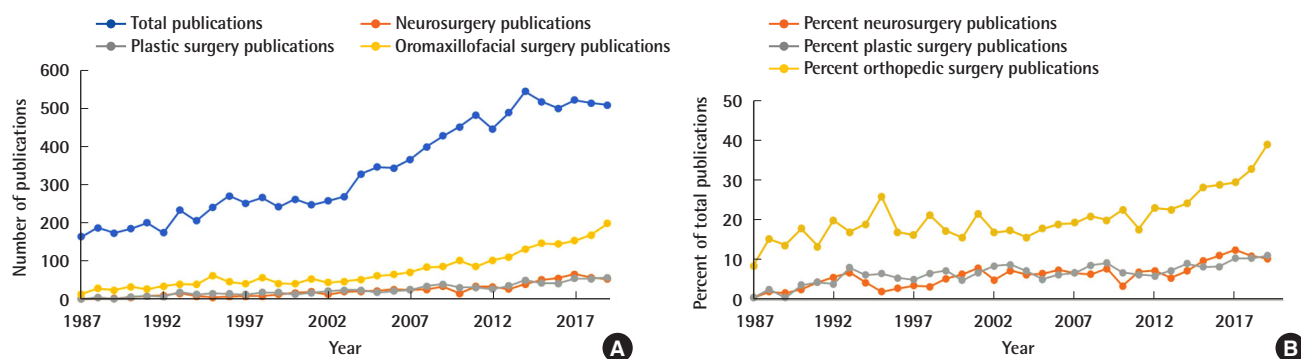 Total publications
Neurosurgery publications
Plastic surgery publications
Oromaxillofacial surgery publications
Number of publications
600
500
400
300
200
100
0
1987
1992
1997
2002
2007
2012
2017
Year
A
Percent neurosurgery publications
Percent plastic surgery publications
Percent orthopedic surgery publications
Percent of total publications
50
40
30
20
10
0
1987
1992
1997
2002
2007
2012
2017
Year
B